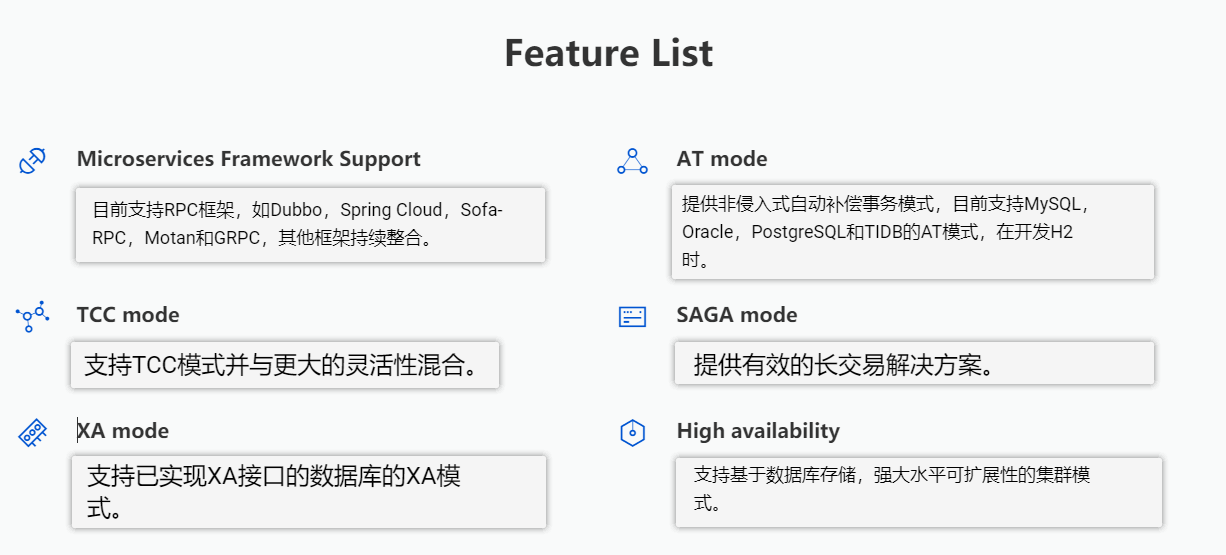 Feature List
Microservices Framework Support
目前支持RPC框架，如Dubbo，Spring Cloud，Sofa-
RPC，Motan和GRPC，其他框架持续整合。
AT mode
提供非侵入式自动补偿事务模式，目前支持MySQL，
Oracle，PostgreSQL和TIDB的AT模式，在开发H2
时。
TCC mode
支持TCC模式并与更大的灵活性混合。
SAGA mode
提供有效的长交易解决方案。
XA mode
支持已实现XA接口的数据库的XA模
式。
High availability
支持基于数据库存储，强大水平可扩展性的集群模
式。